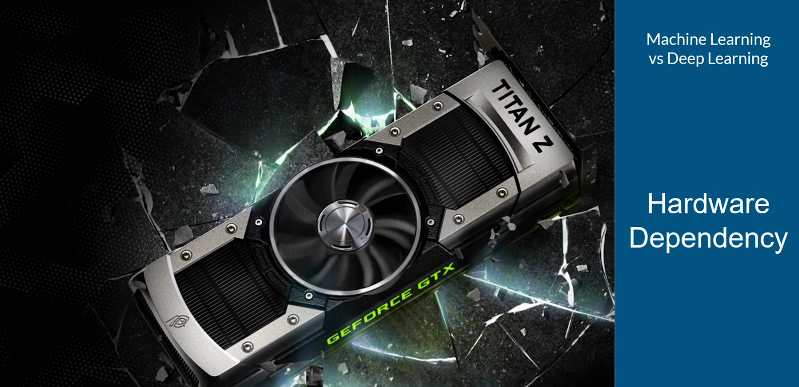 TITAN Z
GEFORCE GTX
Machine Learning
vs Deep Learning
Hardware
Dependency